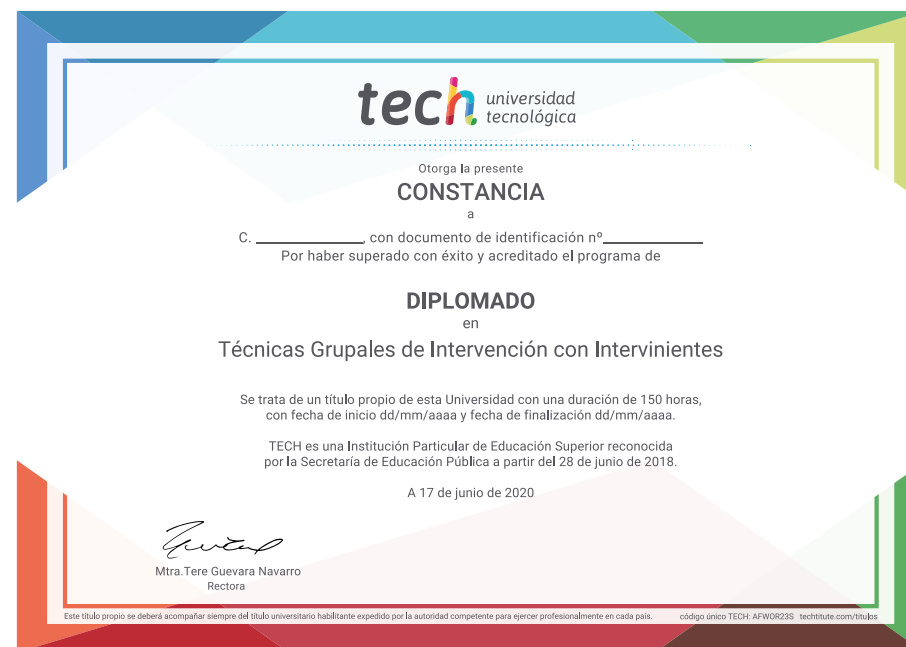 tech universidad
tecnológica
Otorga la presente
CONSTANCIA
a
C. ____________, con documento de identificación nº____________
Por haber superado con éxito y acreditado el programa de
DIPLOMADO
en
Técnicas Grupales de Intervención con Intervinientes
Se trata de un título propio de esta Universidad con una duración de 150 horas,
con fecha de inicio dd/mm/aaaa y fecha de finalización dd/mm/aaaa.
TECH es una Institución Particular de Educación Superior reconocida
por la Secretaría de Educación Pública a partir del 28 de junio de 2018.
A 17 de junio de 2020
Mtra.Tere Guevara Navarro
Rectora
Este título propio se deberá acompañar siempre del título universitario habilitante expedido por la autoridad competente para ejercer profesionalmente en cada país. código único TECH: AFWOR23S techtitute.com/titulos